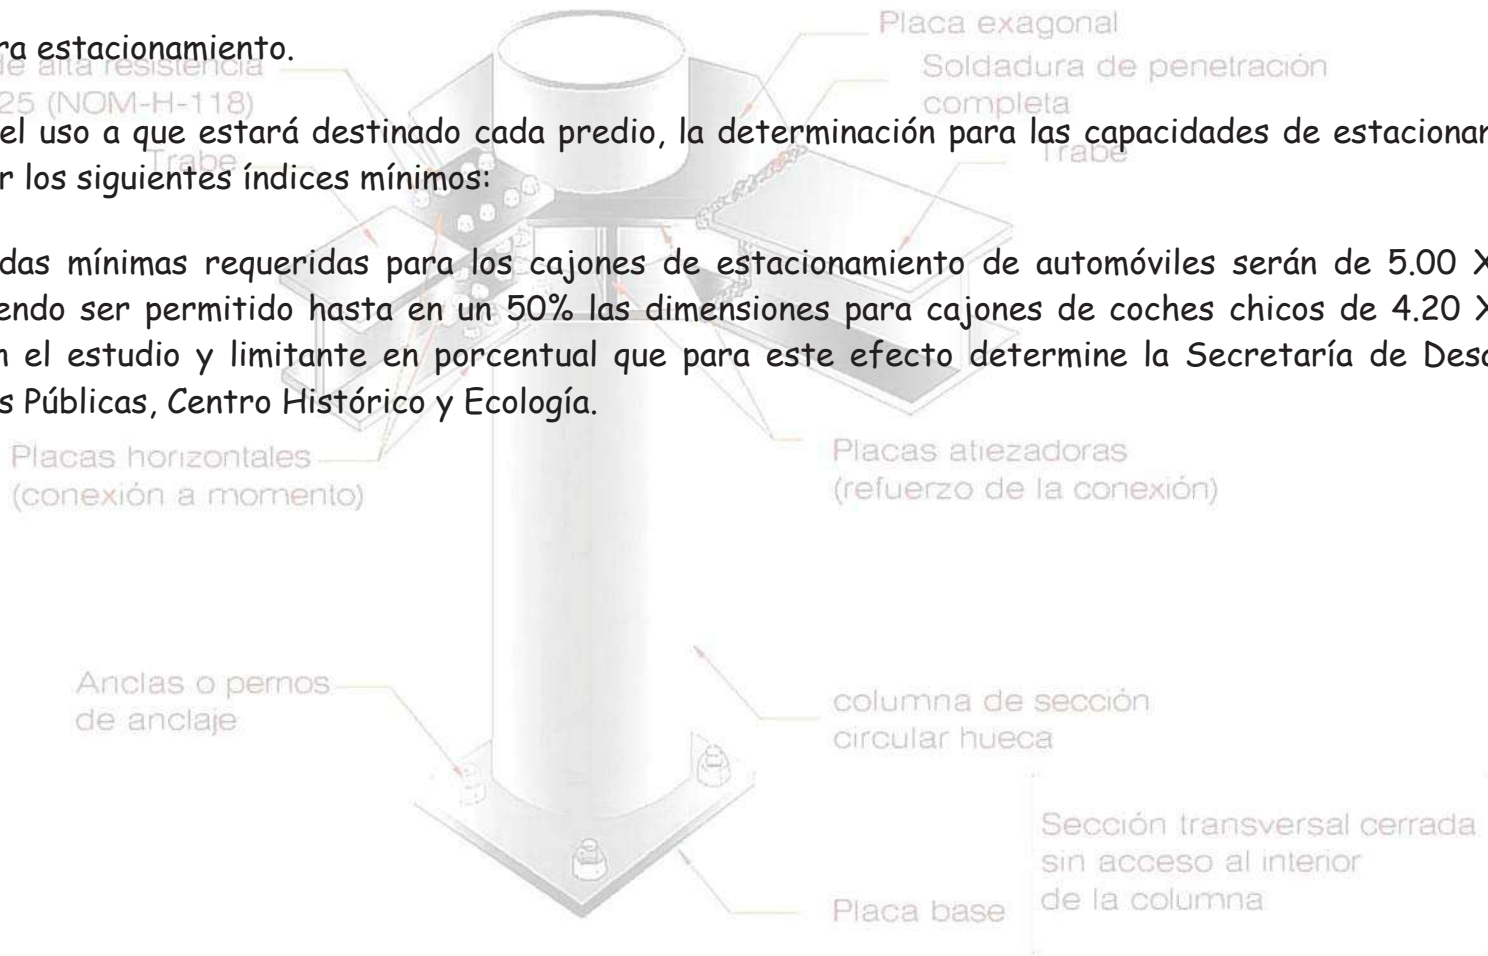 ra estacionamiento.
el uso a que estará destinado cada predio, la determinación para las capacidades de estacionam
r los siguientes índices mínimos:
das mínimas requeridas para los cajones de estacionamiento de automóviles serán de 5.00 X
endo ser permitido hasta en un 50% las dimensiones para cajones de coches chicos de 4.20 X
n el estudio y limitante en porcentual que para este efecto determine la Secretaría de Desa
s Públicas, Centro Histórico y Ecología.
Placa exagonal
de alta resistencia
25 (NOM-H-118)
Soldadura de penetración
completa
Trabe
Trabe
Placas horizontales
(conexión a momento)
Placas atiezadoras
(refuerzo de la conexión)
Anclas o pernos
de anclaje
columna de sección
circular hueca
Sección transversal cerrada
sin acceso al interior
de la columna
Placa base